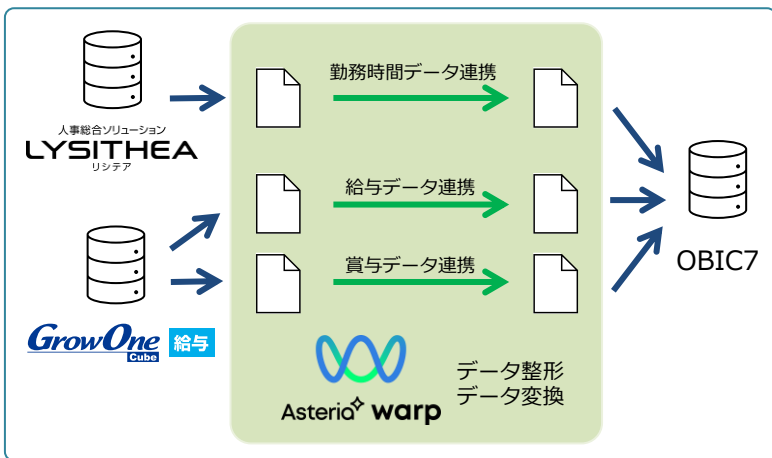 勤務時間データ連携
人事総合ソリューション
LYSITHEA
リシテア
給与データ連携
OBIC7
賞与データ連携
GrowOne
Cube
給与
データ整形
データ変換
Asteria warp